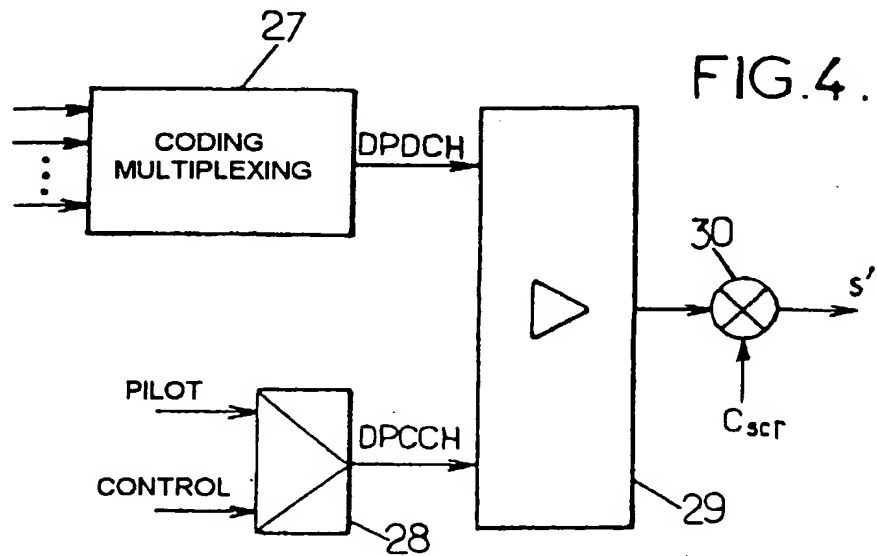 27
FIG.4.
CODING
MULTIPLEXING
DPDCH
30
s'
PILOT
DPCCH
Cscr
CONTROL
28
29